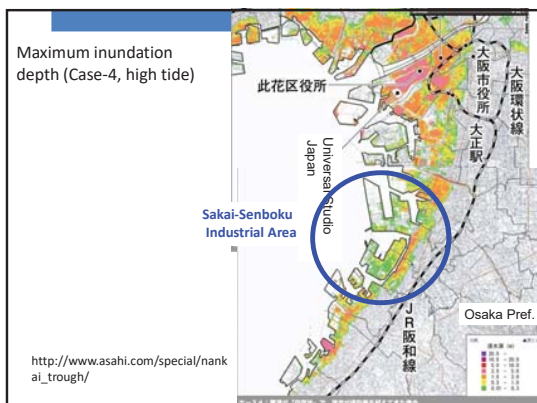 Maximum inundation
depth (Case-4, high tide)
此花区役所
大阪市役所
大阪環状線
大正駅
Universal Studio
Japan
Sakai-Senboku
Industrial Area
JR阪和線
Osaka Pref.
http://www.asahi.com/special/nank
ai_trough/